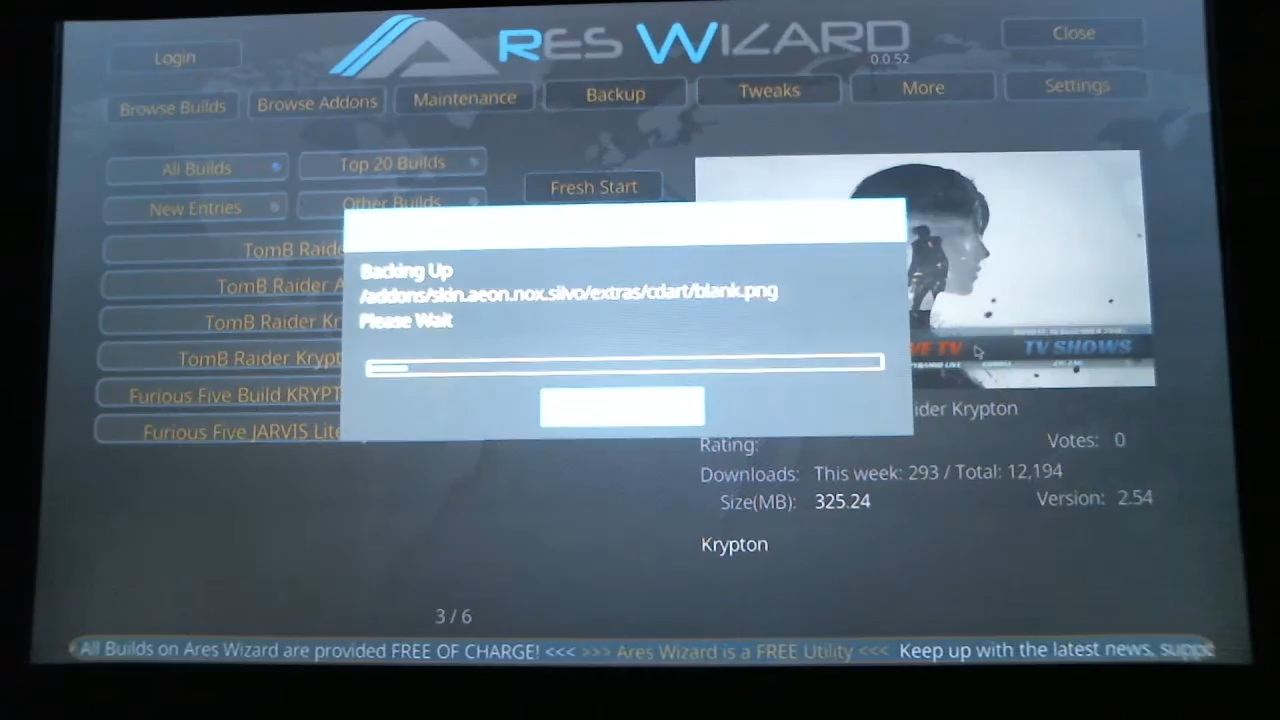 Login
ARES WIZARD
0.0.52
Close
Browse Builds
Browse Addons
Maintenance
Backup
Tweaks
More
Settings
All Builds
Top 20 Builds
Fresh Start
New Entries
Other Builds
TomB Raider
TomB Raider
TomB Raider
TomB Raider
Furious Five Build
Furious Five JARVIS Lite
Backing Up
/addons/skin.aeon.nox.silvo/extras/cdart/blank.png
Please Wait
TV SHOWS
Krypton
Rating:
Votes: 0
Downloads: This week: 293 / Total: 12,194
Size(MB): 325.24
Version: 2.54
Krypton
3 / 6
All Builds on Ares Wizard are provided FREE OF CHARGE! <<< >>> Ares Wizard is a FREE Utility <<< Keep up with the latest news,